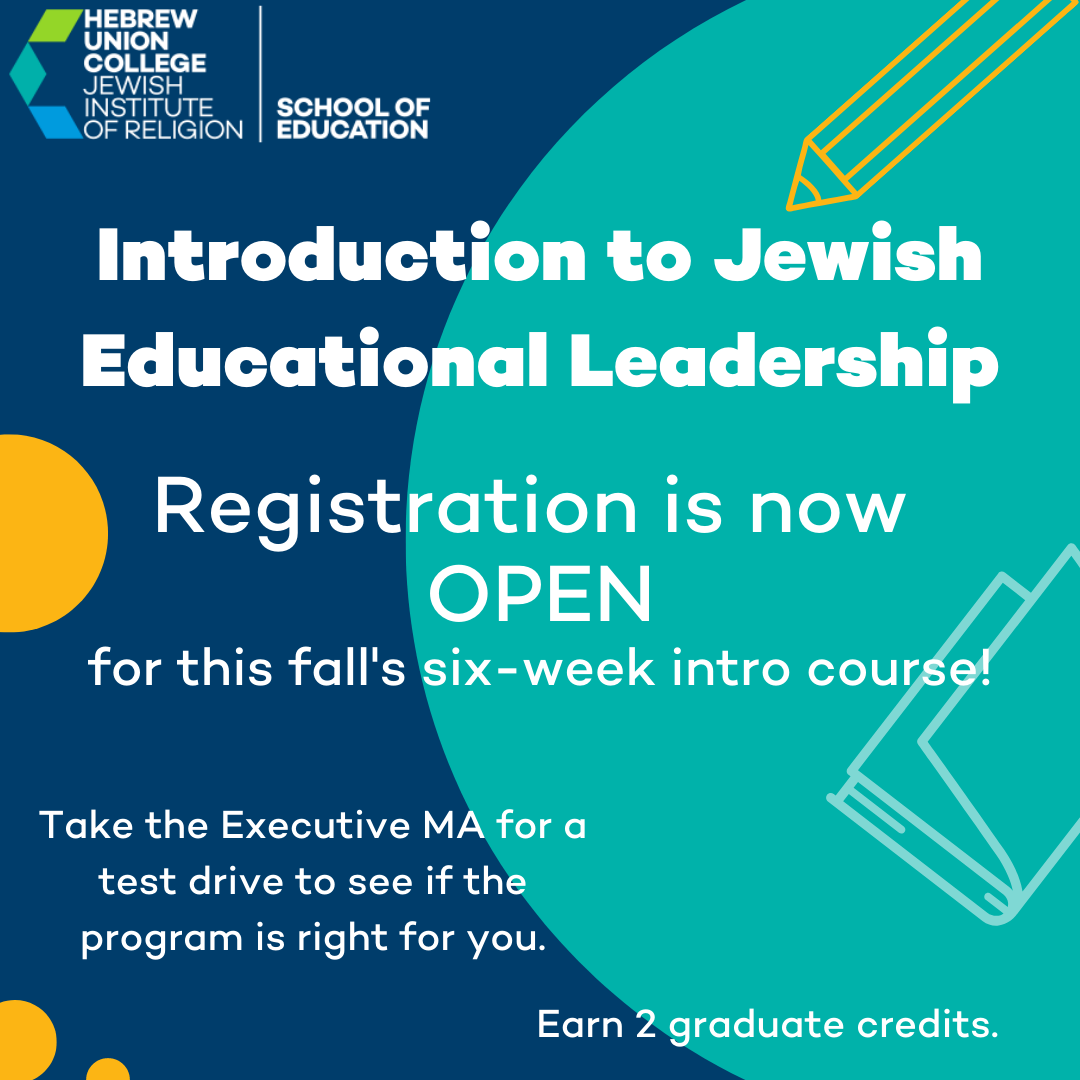 HEBREW
UNION
COLLEGE
JEWISH
INSTITUTE
OF RELIGION
SCHOOL OF
EDUCATION
Introduction to Jewish
Educational Leadership
Registration is now
OPEN
for this fall's six-week intro course!
Take the Executive MA for a
test drive to see if the
program is right for you.
Earn 2 graduate credits.